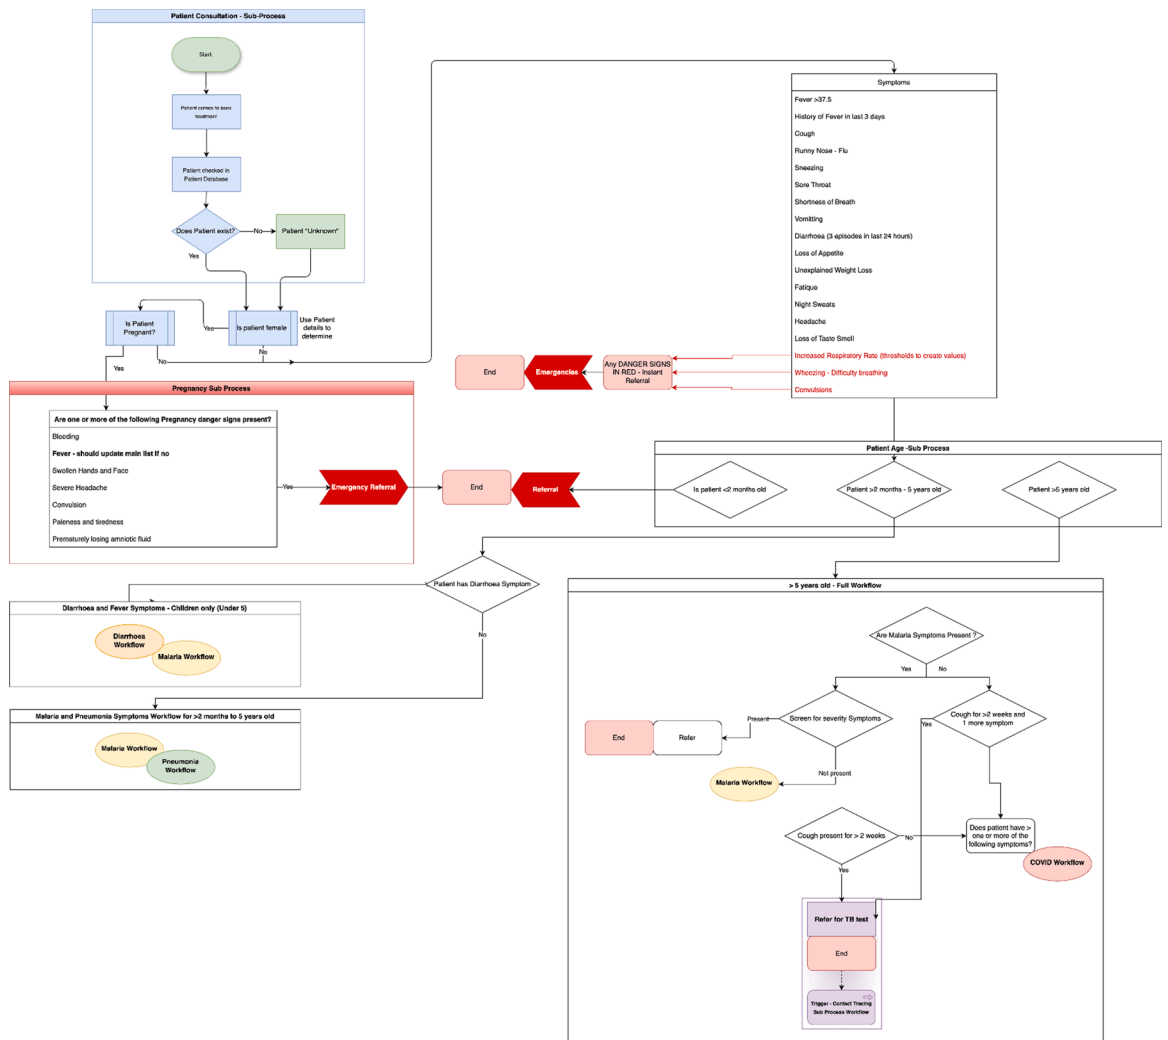 Patient Consultation - Sub-Process
Start
Patient comes to seek
treatment
Patient checked in
Patient Database
Does Patient exist?
No
Patient "Unknown"
Yes
Is Patient
Pregnant?
Yes
Is patient female
Use Patient
details to
determine
No
No
Yes
Symptoms
Fever >37.5
History of Fever in last 3 days
Cough
Runny Nose - Flu
Sneezing
Sore Throat
Shortness of Breath
Vomitting
Diarrhoea (3 episodes in last 24 hours)
Loss of Appetite
Unexplained Weight Loss
Fatique
Night Sweats
Headache
Loss of Taste Smell
Increased Respiratory Rate (thresholds to create values)
Wheezing - Difficulty breathing
Convulsions
End
Emergencies
Any DANGER SIGNS
IN RED - Instant
Referral
Pregnancy Sub Process
Are one or more of the following Pregnancy danger signs present?
Bleeding
Fever - should update main list if no
Swollen Hands and Face
Severe Headache
Convulsion
Paleness and tiredness
Prematurely losing amniotic fluid
Yes
Emergency Referral
End
Referral
Patient Age -Sub Process
Is patient <2 months old
Patient >2 months - 5 years old
Patient >5 years old
Patient has Diarrhoea Symptom
No
Diarrhoea and Fever Symptoms - Children only (Under 5)
Diarrhoea
Workflow
Malaria Workflow
Malaria and Pneumonia Symptoms Workflow for >2 months to 5 years old
Malaria Workflow
Pneumonia
Workflow
> 5 years old - Full Workflow
Are Malaria Symptoms Present ?
Yes
No
Screen for severity Symptoms
Present
Refer
End
Not present
Malaria Workflow
Cough for >2 weeks and
1 more symptom
Yes
Cough present for > 2 weeks
No
Yes
Does patient have >
one or more of the
following symptoms?
COVID Workflow
Refer for TB test
End
Trigger - Contact Tracing
Sub Process Workflow